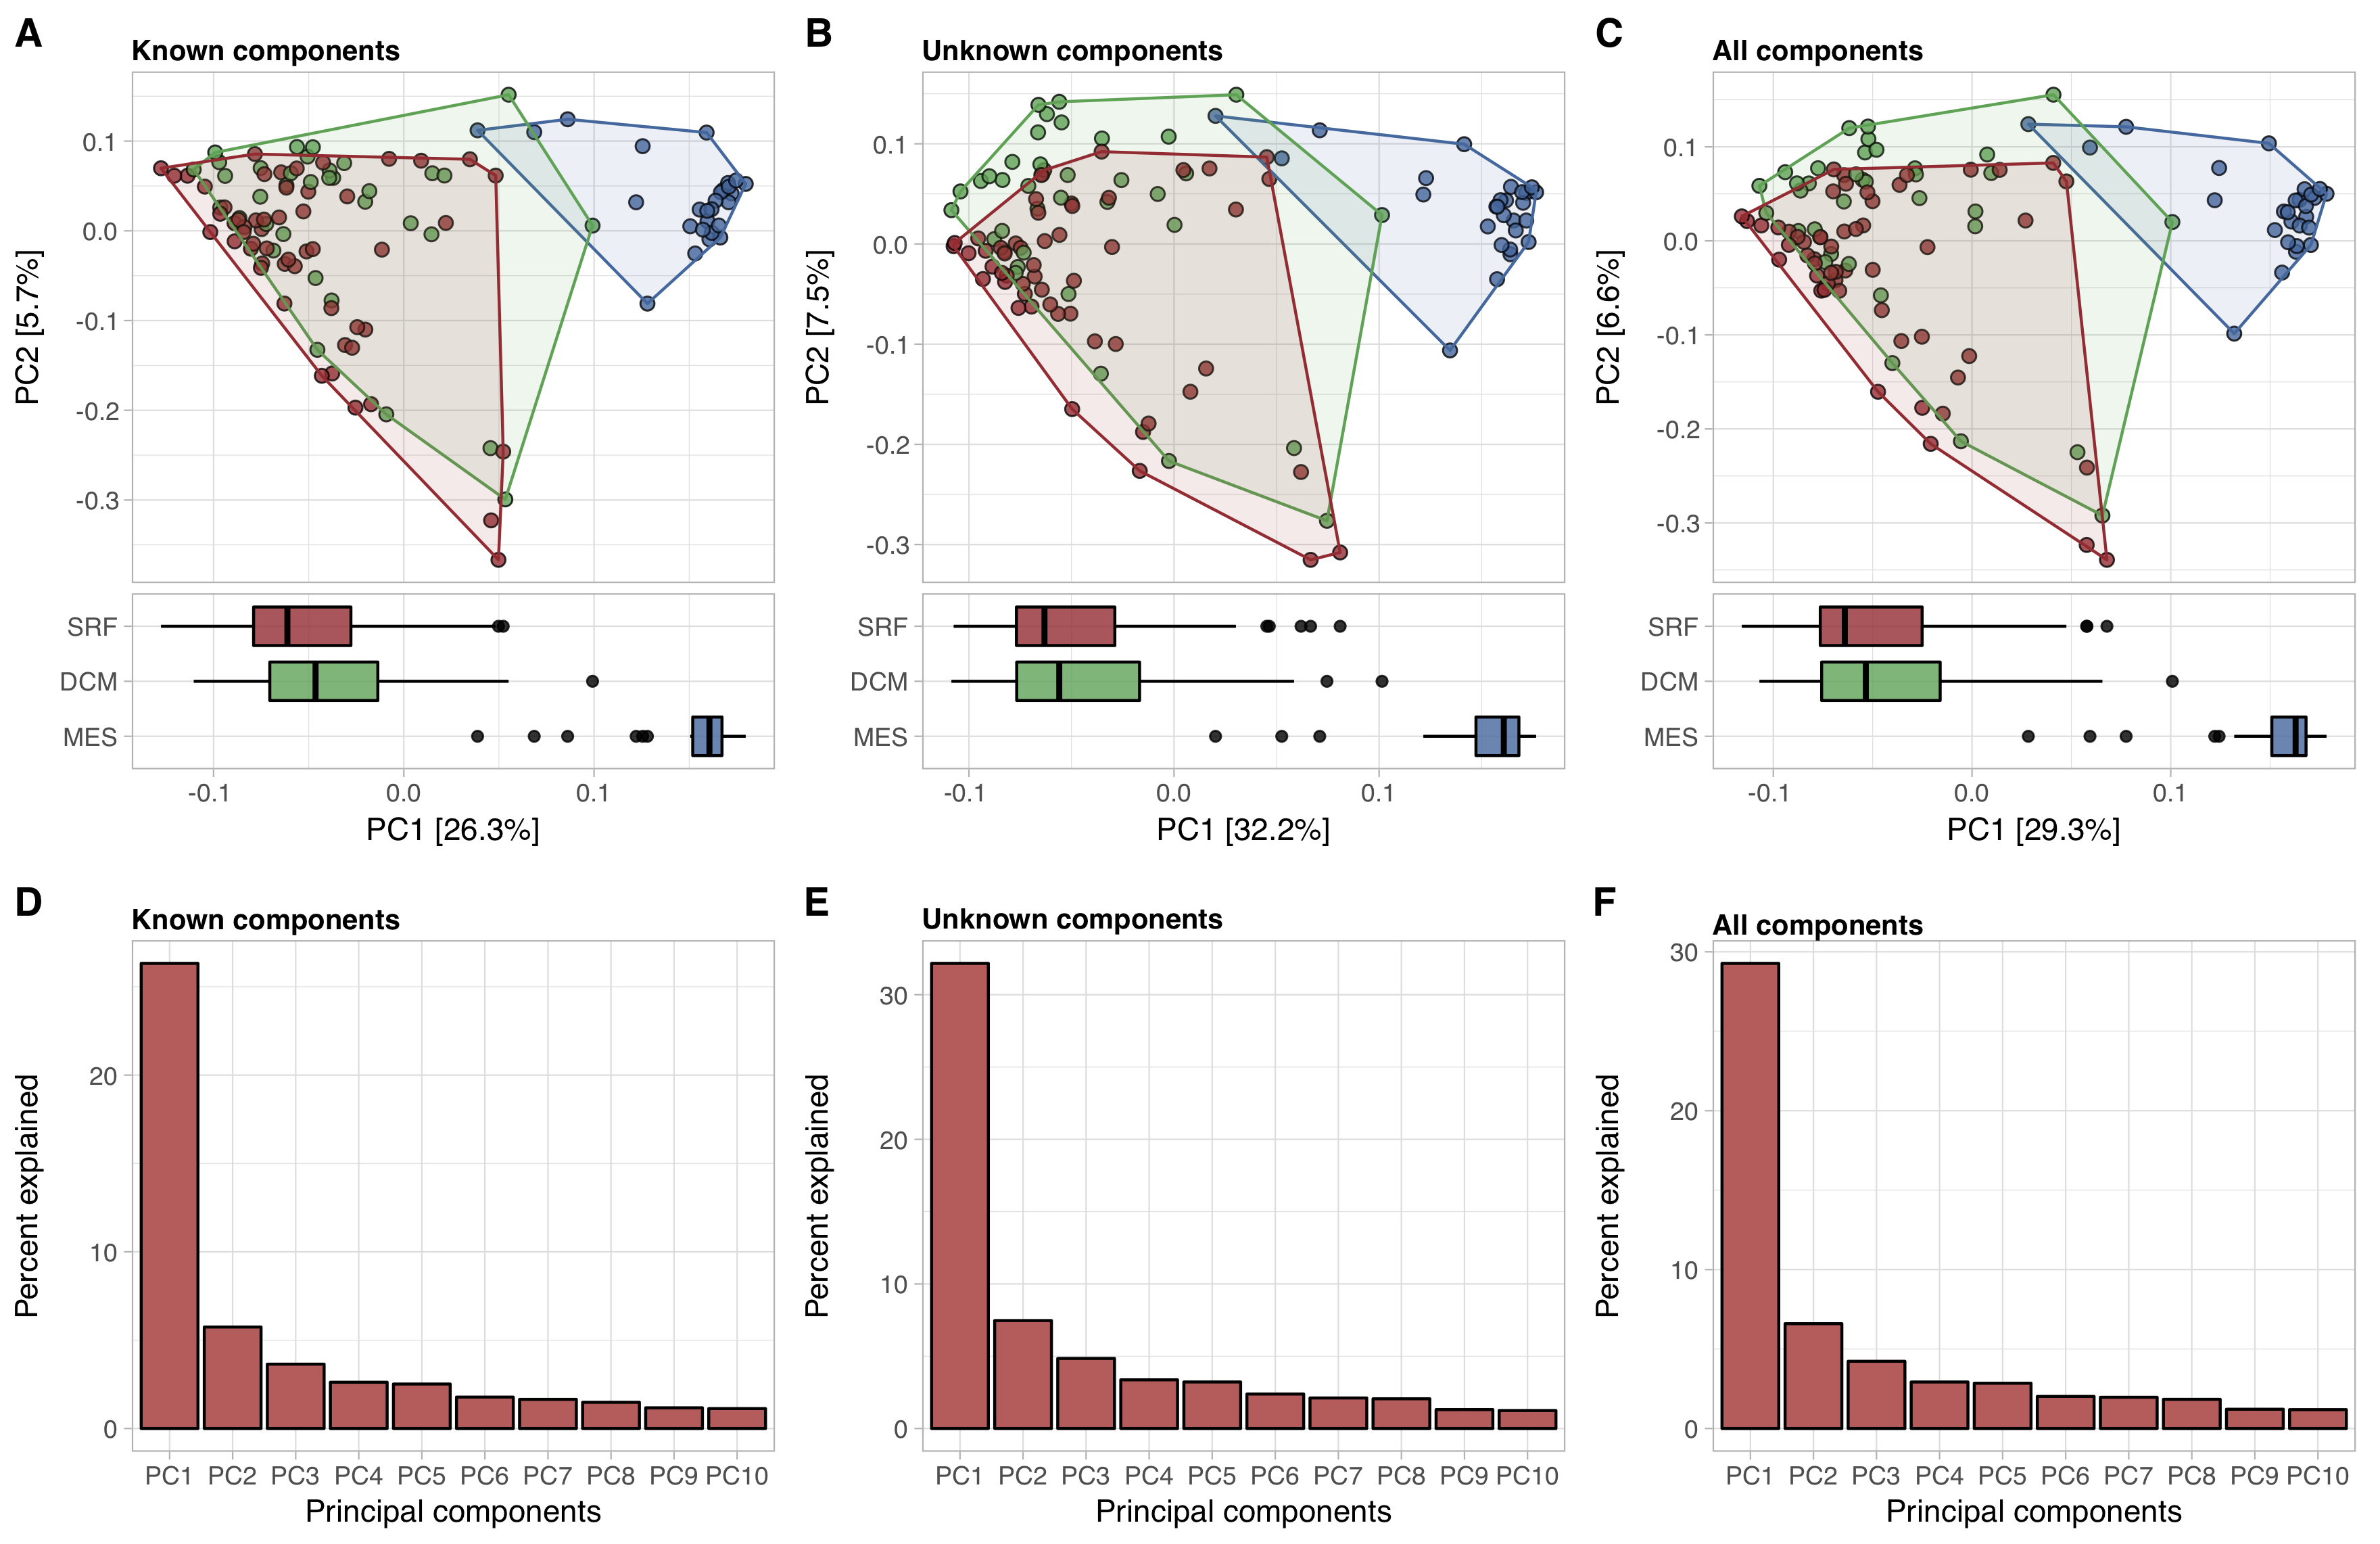 A
Known components
0.1
0.0
-0.1
-0.2
-0.3
PC2 [5.7%]
SRF
DCM
MES
-0.1 0.0 0.1
PC1 [26.3%]
B
Unknown components
0.1
0.0
-0.1
-0.2
-0.3
PC2 [7.5%]
SRF
DCM
MES
-0.1 0.0 0.1
PC1 [32.2%]
C
All components
0.1
0.0
-0.1
-0.2
-0.3
PC2 [6.6%]
SRF
DCM
MES
-0.1 0.0 0.1
PC1 [29.3%]
D
Known components
20
10
0
Percent explained
PC1 PC2 PC3 PC4 PC5 PC6 PC7 PC8 PC9 PC10
Principal components
E
Unknown components
30
20
10
0
Percent explained
PC1 PC2 PC3 PC4 PC5 PC6 PC7 PC8 PC9 PC10
Principal components
F
All components
30
20
10
0
Percent explained
PC1 PC2 PC3 PC4 PC5 PC6 PC7 PC8 PC9 PC10
Principal components